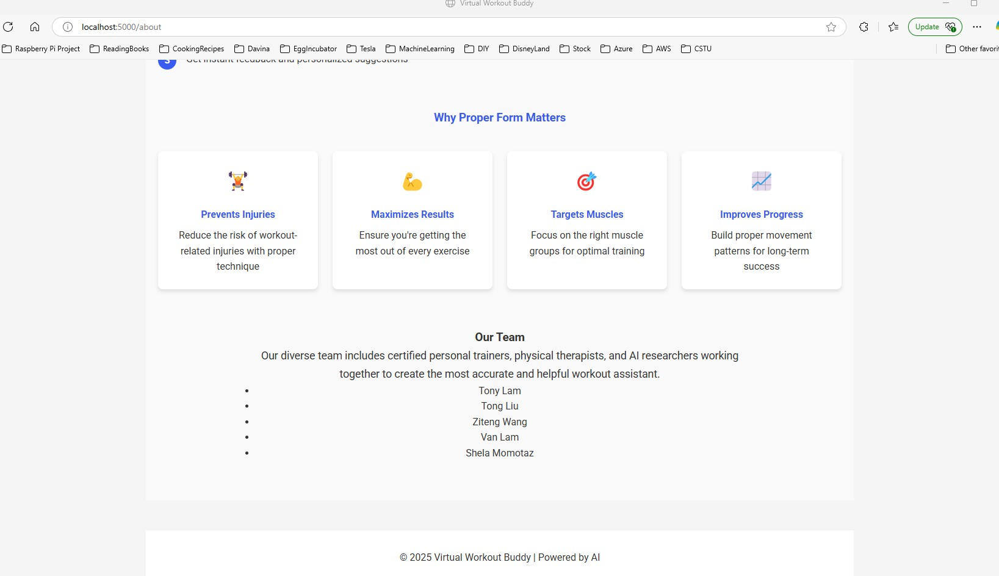 Virtual Workout Buddy
localhost:5000/about
Update
Raspberry Pi Project ReadingBooks CookingRecipes Davina EggIncubator Tesla MachineLearning DIY DisneyLand Stock Azure AWS CSTU Other favorit
3 Get instant feedback and personalized suggestions
Why Proper Form Matters
Prevents Injuries
Reduce the risk of workout-
related injuries with proper
technique
Maximizes Results
Ensure you're getting the
most out of every exercise
Targets Muscles
Focus on the right muscle
groups for optimal training
Improves Progress
Build proper movement
patterns for long-term
success
Our Team
Our diverse team includes certified personal trainers, physical therapists, and AI researchers working
together to create the most accurate and helpful workout assistant.
• Tony Lam
• Tong Liu
• Ziteng Wang
• Van Lam
• Shela Momotaz
© 2025 Virtual Workout Buddy | Powered by AI